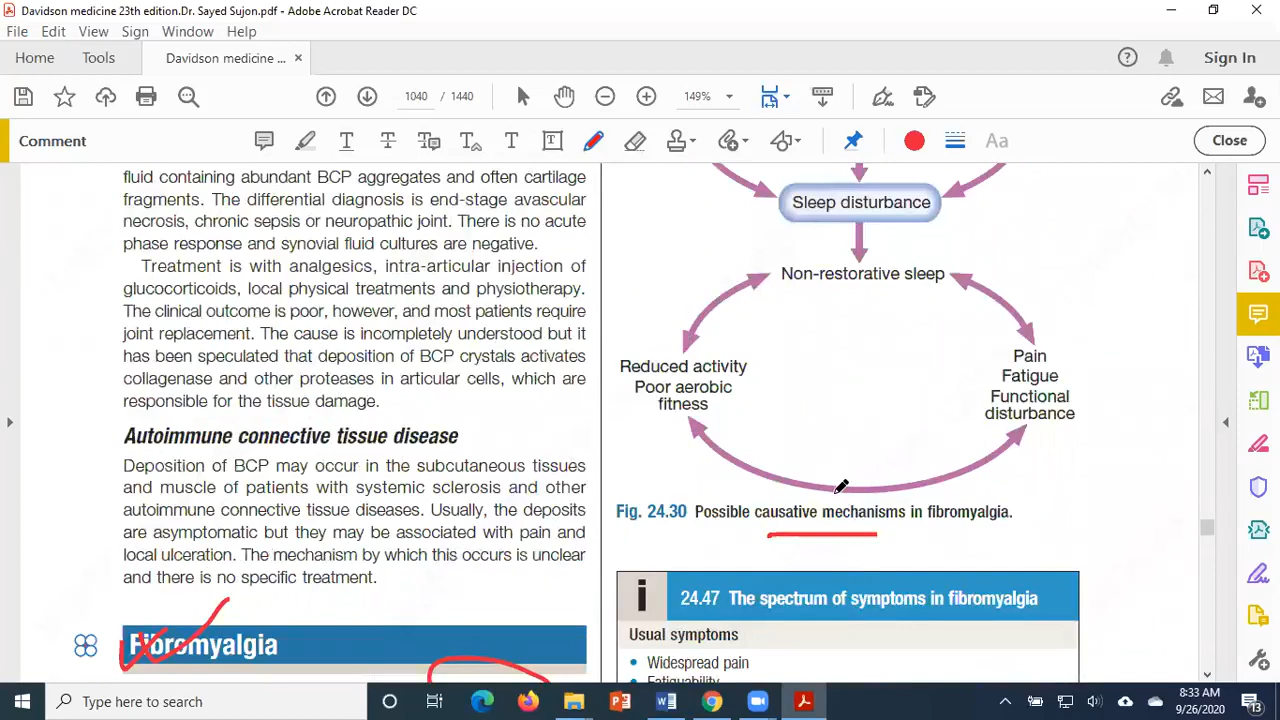 Davidson medicine 23th edition.Dr. Sayed Sujon.pdf - Adobe Acrobat Reader DC
File Edit View Sign Window Help
Home Tools Davidson medicine ... × Sign In
1040 / 1440 149%
Comment Close
fluid containing abundant BCP aggregates and often cartilage
fragments. The differential diagnosis is end-stage avascular
necrosis, chronic sepsis or neuropathic joint. There is no acute
phase response and synovial fluid cultures are negative.
Treatment is with analgesics, intra-articular injection of
glucocorticoids, local physical treatments and physiotherapy.
The clinical outcome is poor, however, and most patients require
joint replacement. The cause is incompletely understood but it
has been speculated that deposition of BCP crystals activates
collagenase and other proteases in articular cells, which are
responsible for the tissue damage.
Autoimmune connective tissue disease
Deposition of BCP may occur in the subcutaneous tissues
and muscle of patients with systemic sclerosis and other
autoimmune connective tissue diseases. Usually, the deposits
are asymptomatic but they may be associated with pain and
local ulceration. The mechanism by which this occurs is unclear
and there is no specific treatment.
Fibromyalgia
Sleep disturbance
Non-restorative sleep
Reduced activity
Poor aerobic
fitness
Pain
Fatigue
Functional
disturbance
Fig. 24.30 Possible causative mechanisms in fibromyalgia.
i 24.47 The spectrum of symptoms in fibromyalgia
Usual symptoms
• Widespread pain
• Fatiguability
Type here to search
8:33 AM
9/26/2020
13